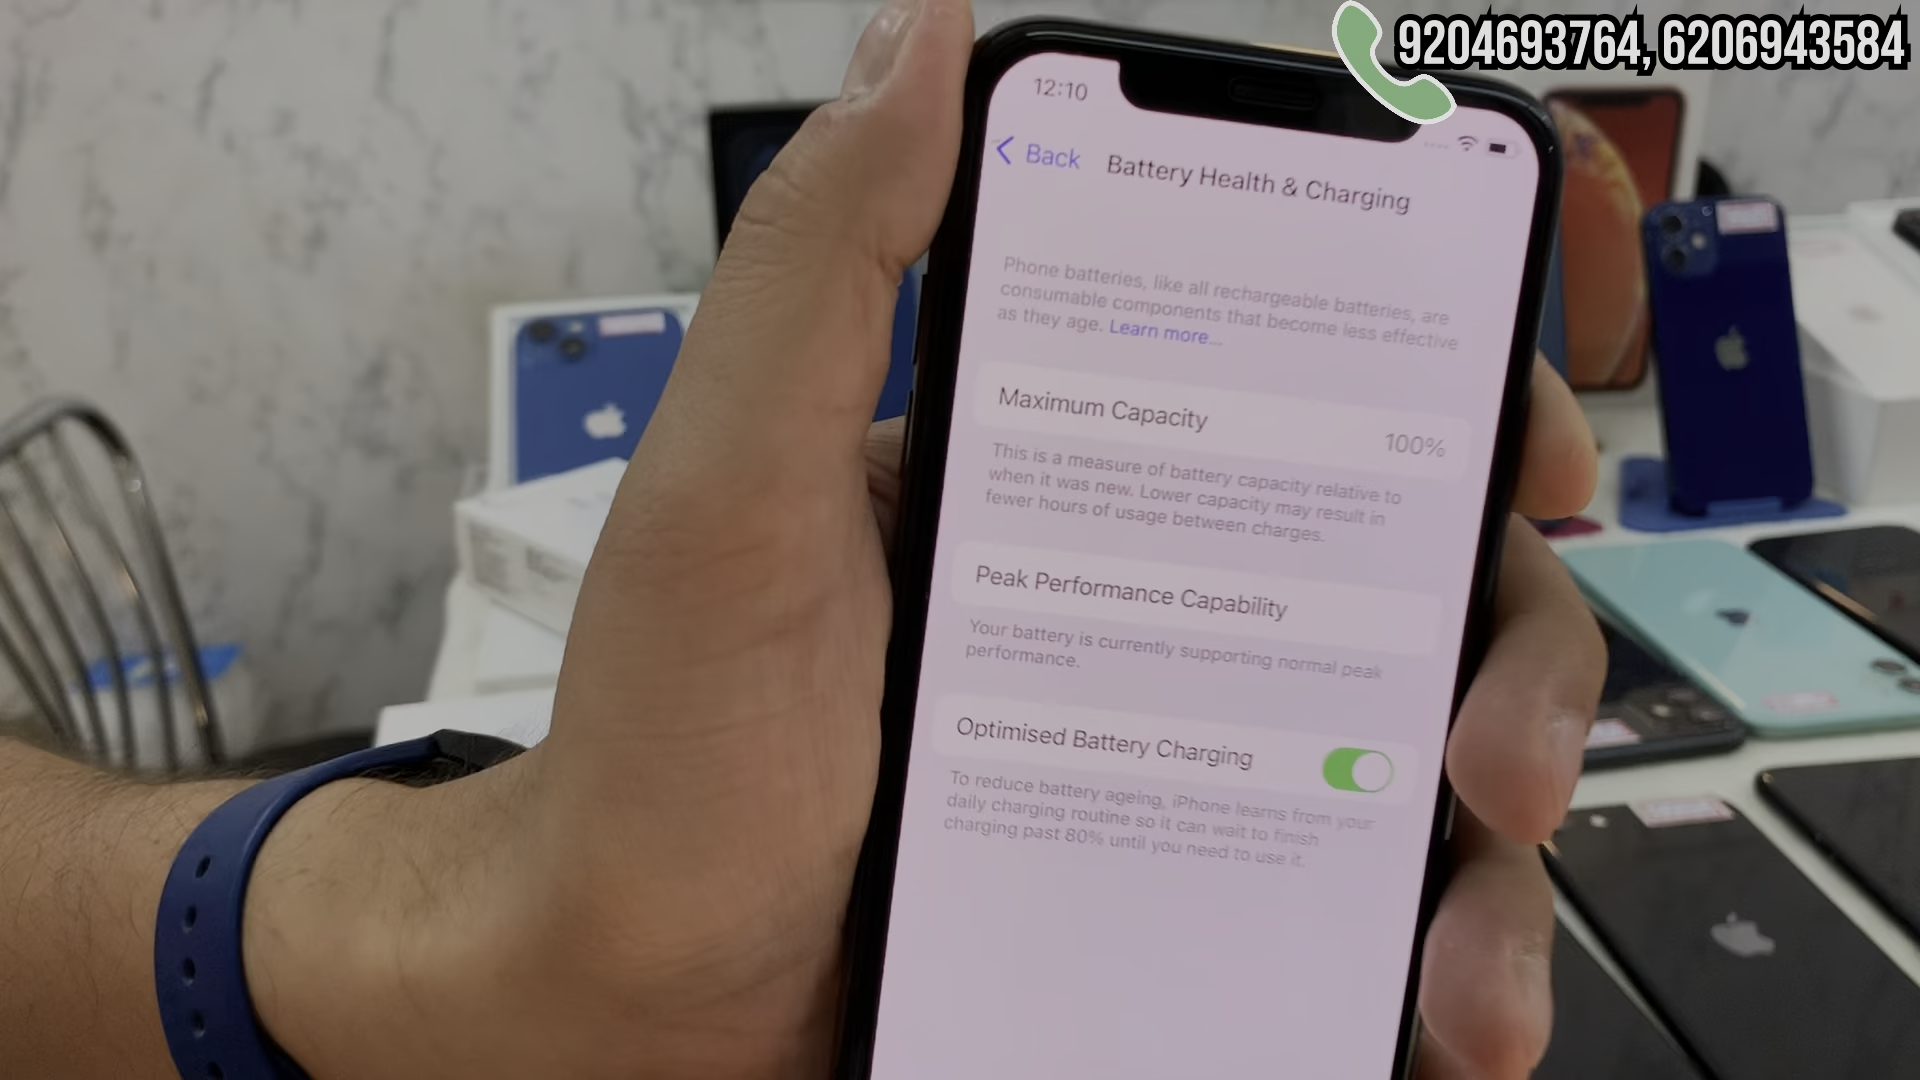 9204693764, 6206943584
12:10
Back
Battery Health & Charging
Phone batteries, like all rechargeable batteries, are
consumable components that become less effective
as they age. Learn more...
Maximum Capacity
100%
This is a measure of battery capacity relative to
when it was new. Lower capacity may result in
fewer hours of usage between charges.
Peak Performance Capability
Your battery is currently supporting normal peak
performance.
Optimised Battery Charging
To reduce battery ageing, iPhone learns from your
daily charging routine so it can wait to finish
charging past 80% until you need to use it.